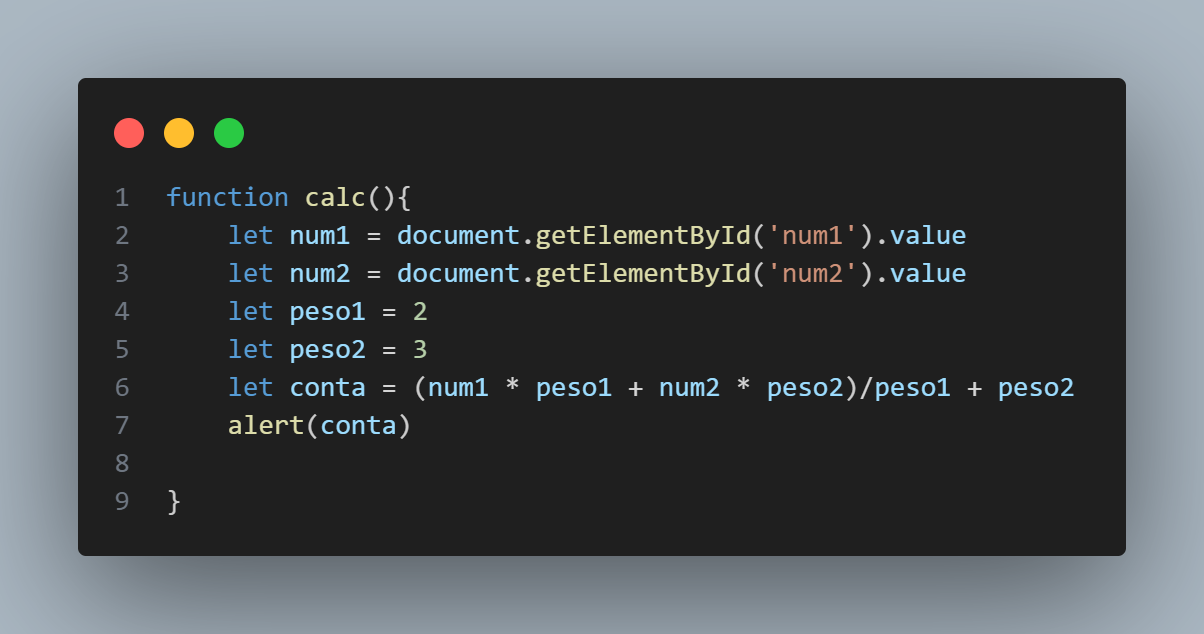 1 function calc(){
2     let num1 = document.getElementById('num1').value
3     let num2 = document.getElementById('num2').value
4     let peso1 = 2
5     let peso2 = 3
6     let conta = (num1 * peso1 + num2 * peso2)/peso1 + peso2
7     alert(conta)
8
9 }